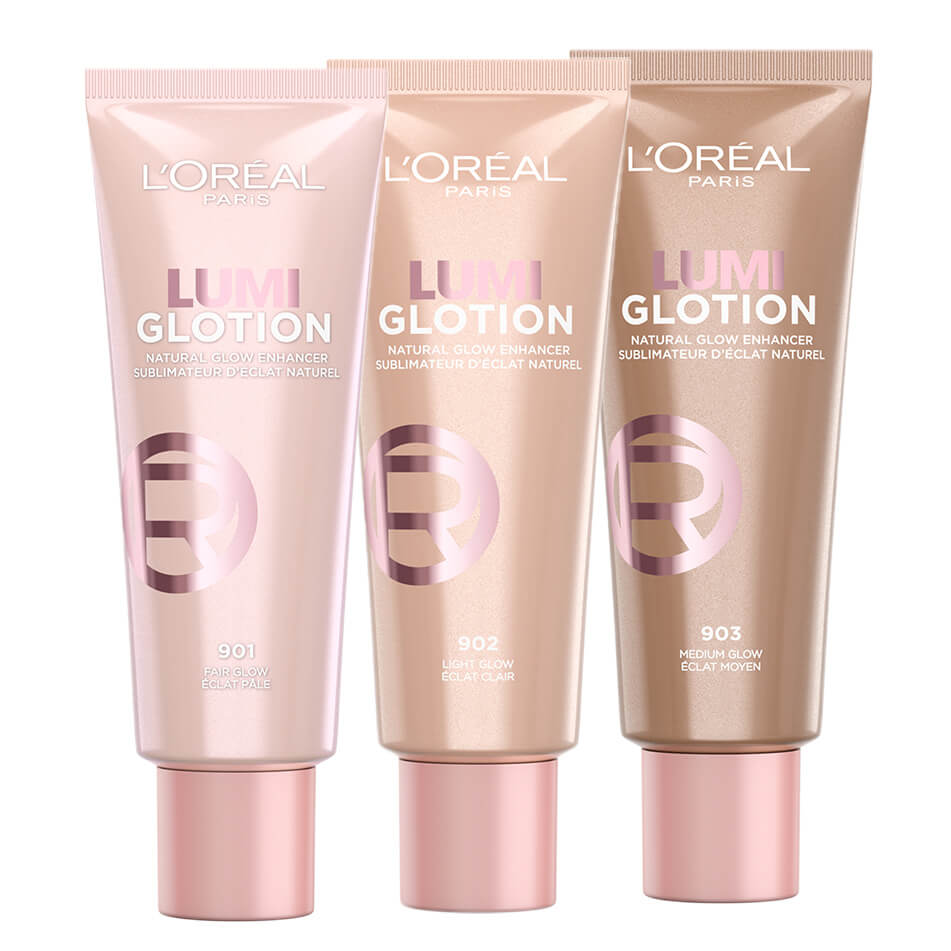 L'ORÉAL
PARIS
LUMI
GLOTION
NATURAL GLOW ENHANCER
SUBLIMATEUR D'ÉCLAT NATUREL
R
901
FAIR GLOW
ÉCLAT PÂLE
L'ORÉAL
PARIS
LUMI
GLOTION
NATURAL GLOW ENHANCER
SUBLIMATEUR D'ÉCLAT NATUREL
R
902
LIGHT GLOW
ÉCLAT CLAIR
L'ORÉAL
PARIS
LUMI
GLOTION
NATURAL GLOW ENHANCER
SUBLIMATEUR D'ÉCLAT NATUREL
R
903
MEDIUM GLOW
ÉCLAT MOYEN